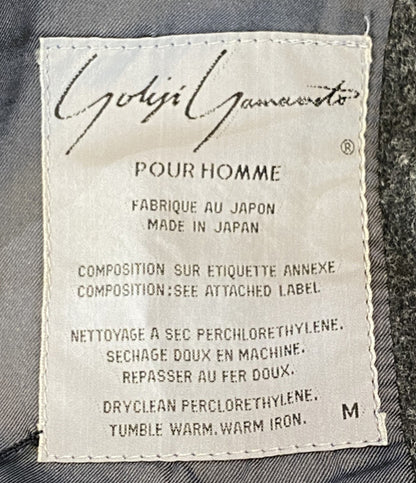 Yohji Yamamoto
®
POUR HOMME
FABRIQUE AU JAPON
MADE IN JAPAN
COMPOSITION SUR ETIQUETTE ANNEXE
COMPOSITION:SEE ATTACHED LABEL
NETTOYAGE A SEC PERCHLORETHYLENE.
SECHAGE DOUX EN MACHINE.
REPASSER AU FER DOUX.
DRYCLEAN PERCLORETHYLENE.
TUMBLE WARM.WARM IRON.
M